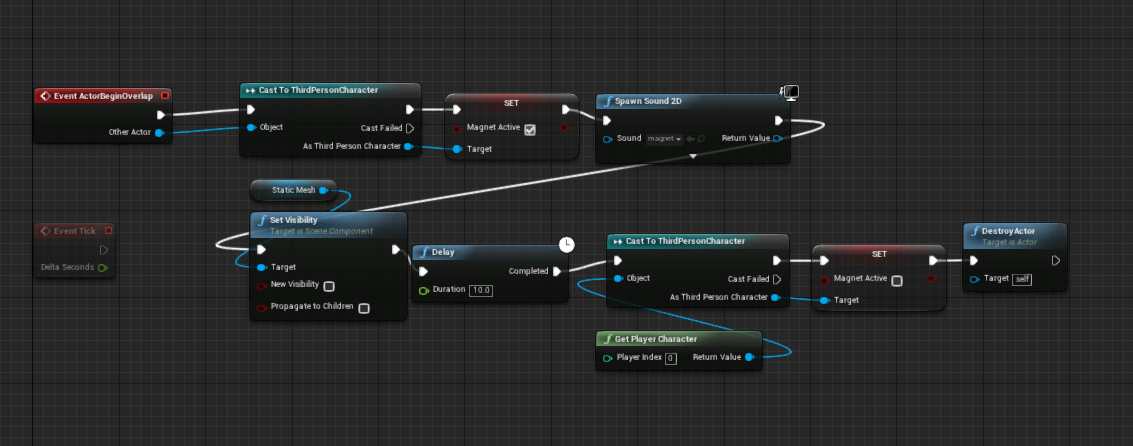 Event ActorBeginOverlap
Other Actor
Cast To ThirdPersonCharacter
Object
Cast Failed
As Third Person Character
SET
Magnet Active
Target
Spawn Sound 2D
Sound magnet Return Value
Static Mesh
Event Tick
Delta Seconds
Set Visibility
Target is Scene Component
Target
New Visibility
Propagate to Children
Delay
Completed
Duration 10.0
Cast To ThirdPersonCharacter
Object
Cast Failed
As Third Person Character
Get Player Character
Player Index 0 Return Value
SET
Magnet Active
Target
DestroyActor
Target is Actor
Target self